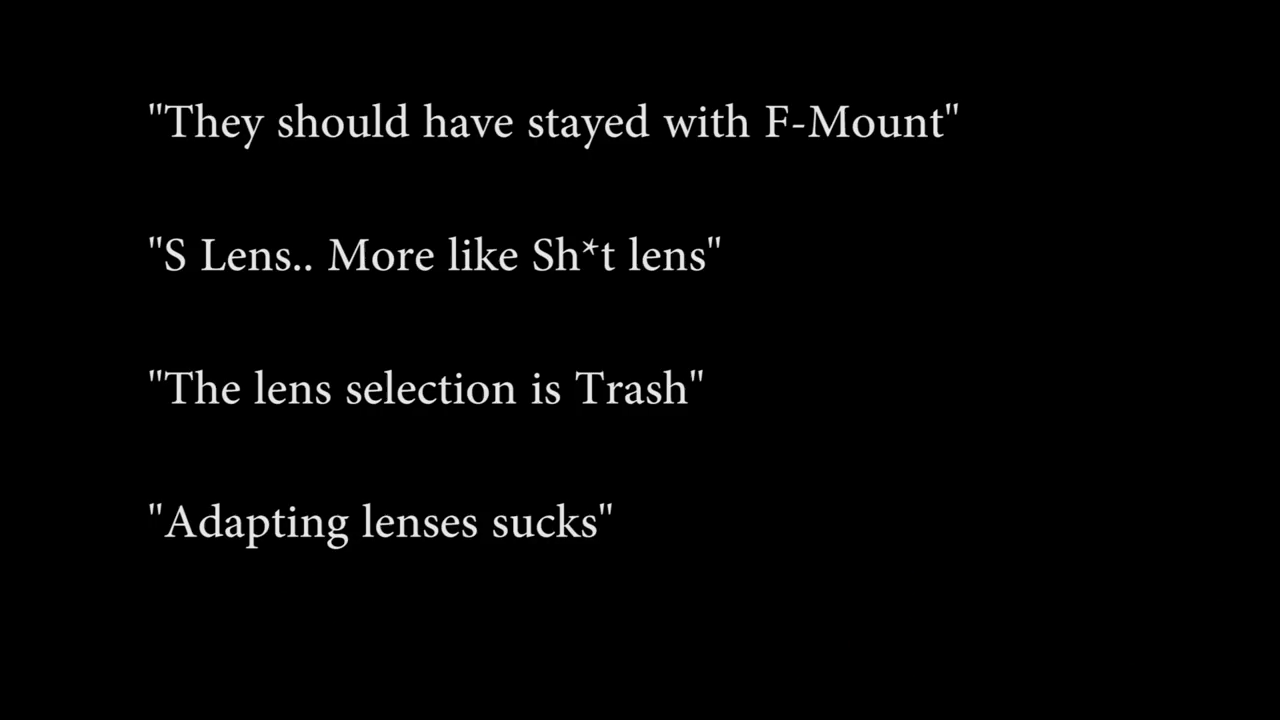 "They should have stayed with F-Mount"
"S Lens.. More like Sh*t lens"
"The lens selection is Trash"
"Adapting lenses sucks"